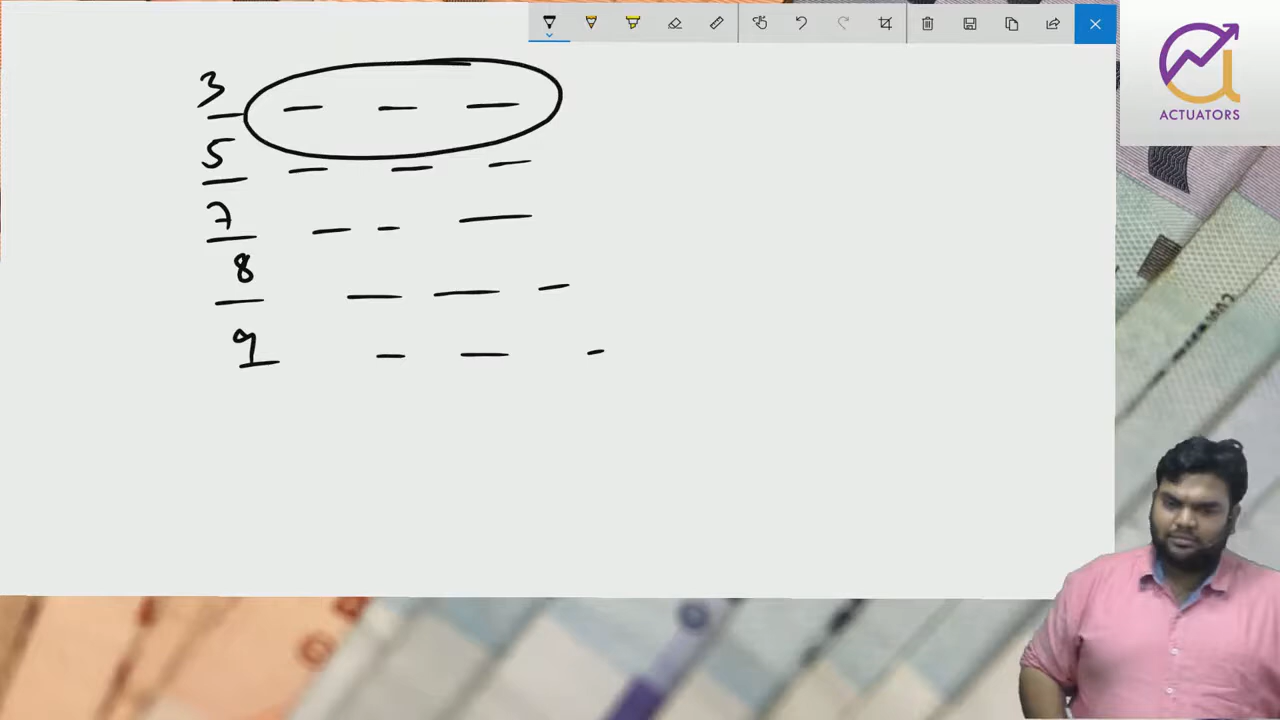 3 _ _ _
5 _ _ _
7 _ _ _
8 _ _ _
9 _ _ _
ACTUATORS